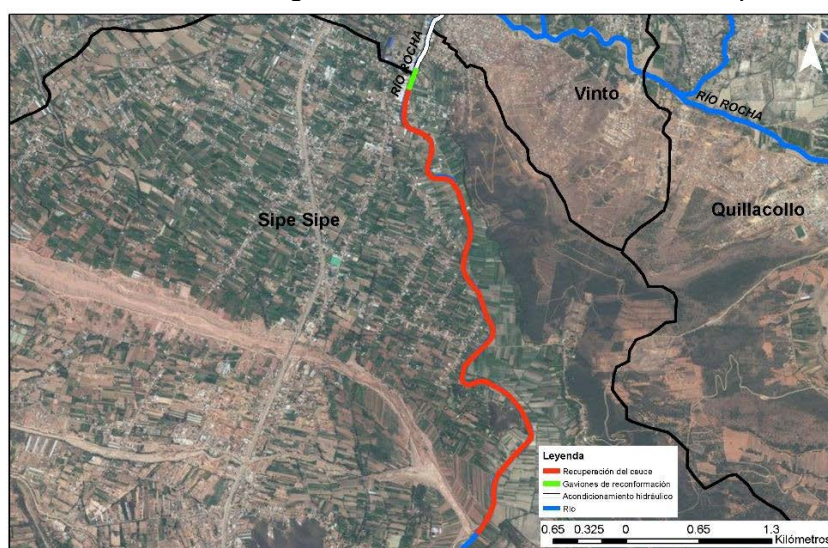 N
RÍO ROCHA
Vinto
RÍO ROCHA
Quillacollo
Sipe Sipe
Leyenda
Recuperación del cauce
Gaviones de reconformación
Acondicionamiento hidráulico
Río
0.65 0.325 0 0.65 1.3
Kilómetros